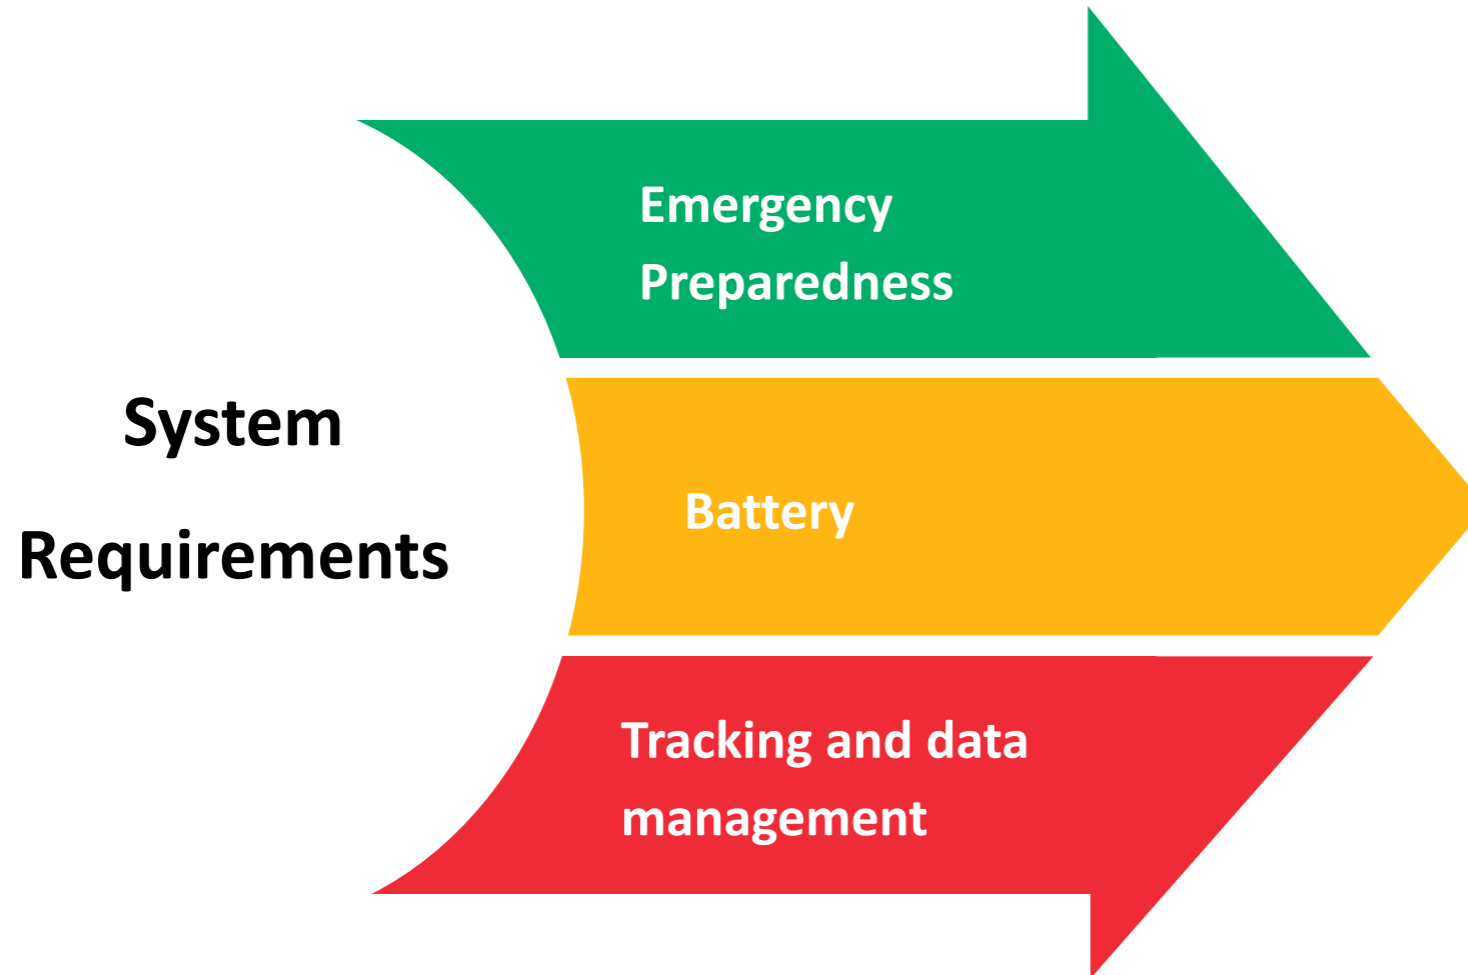 System
Requirements
Emergency
Preparedness
Battery
Tracking and data
management